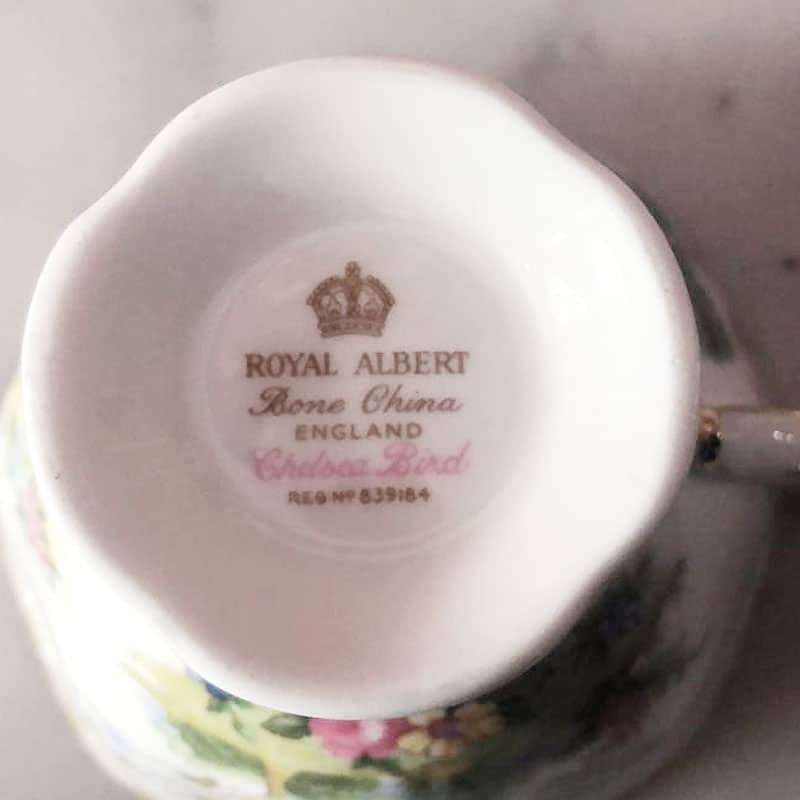 ROYAL ALBERT
Bone China
ENGLAND
Chelsea Bird
REG Nº 839184